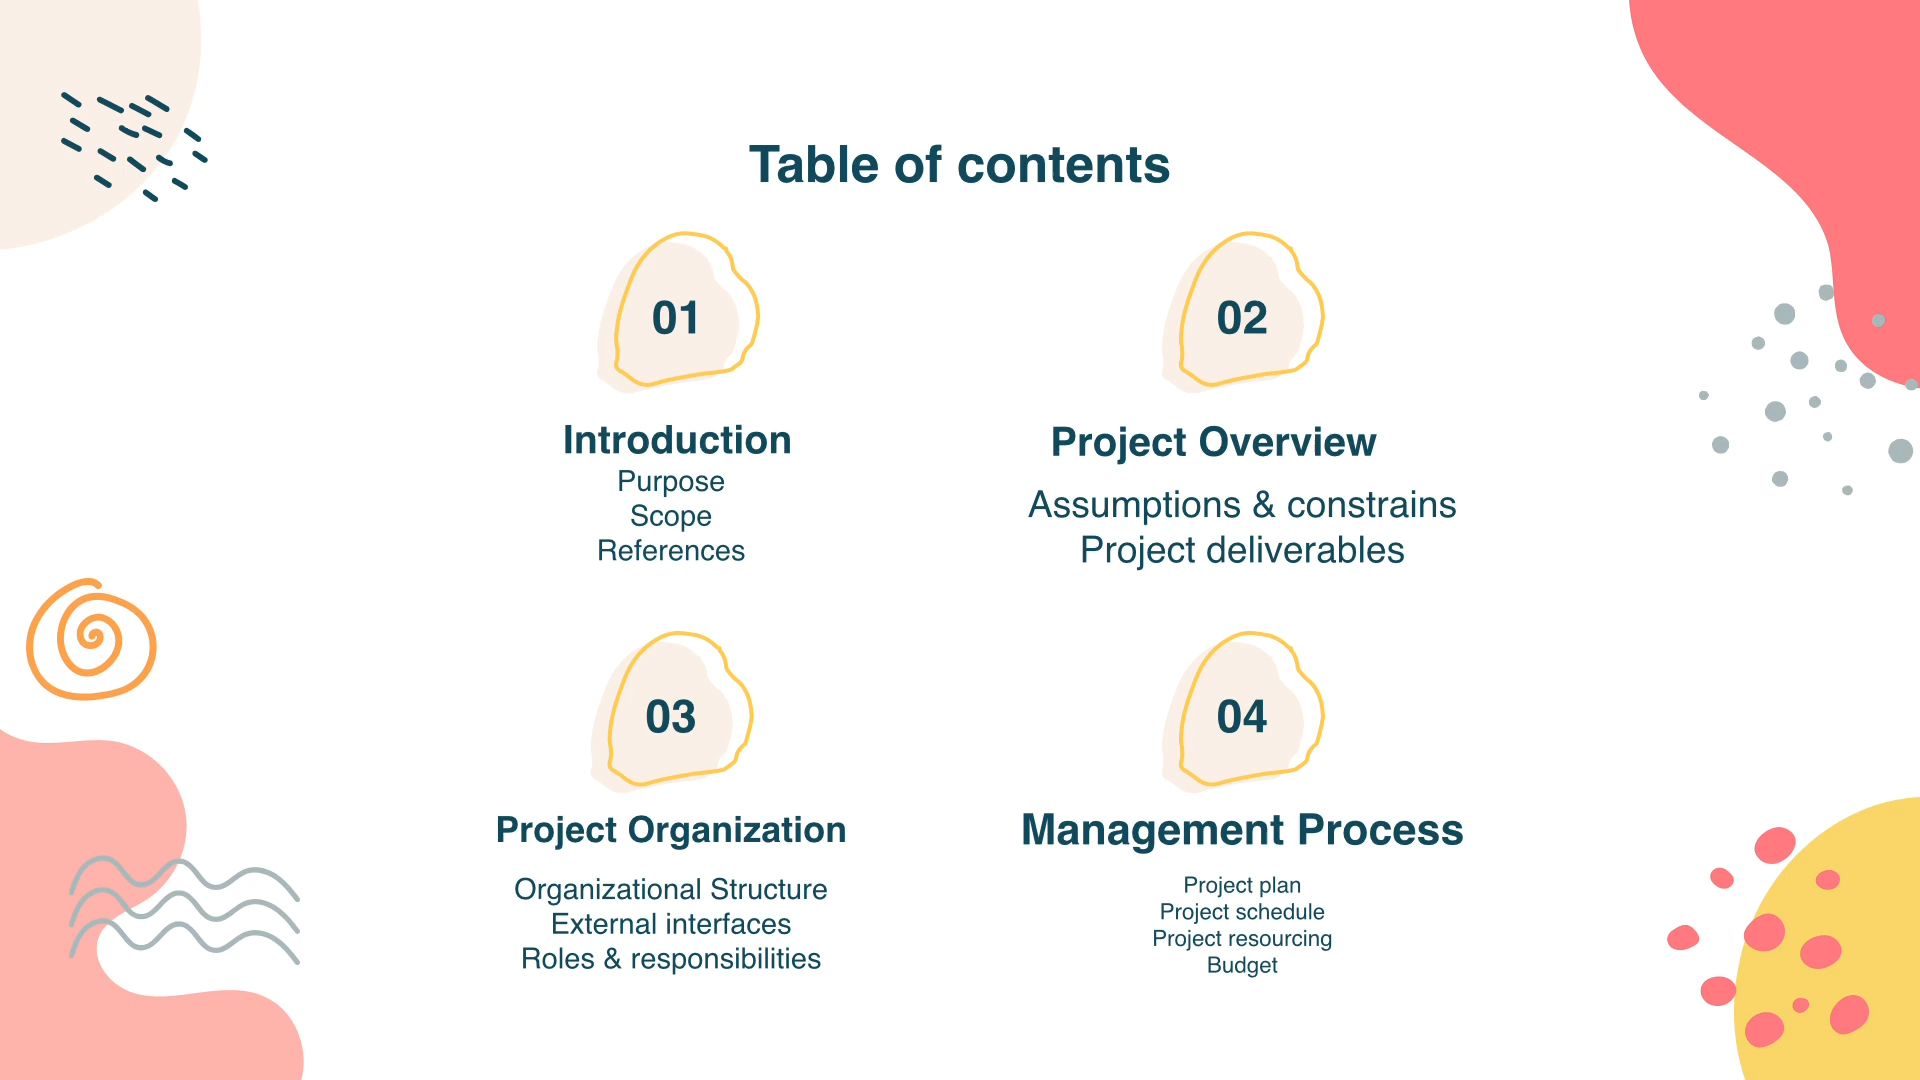 Table of contents
01
Introduction
Purpose
Scope
References
02
Project Overview
Assumptions & constrains
Project deliverables
03
Project Organization
Organizational Structure
External interfaces
Roles & responsibilities
04
Management Process
Project plan
Project schedule
Project resourcing
Budget